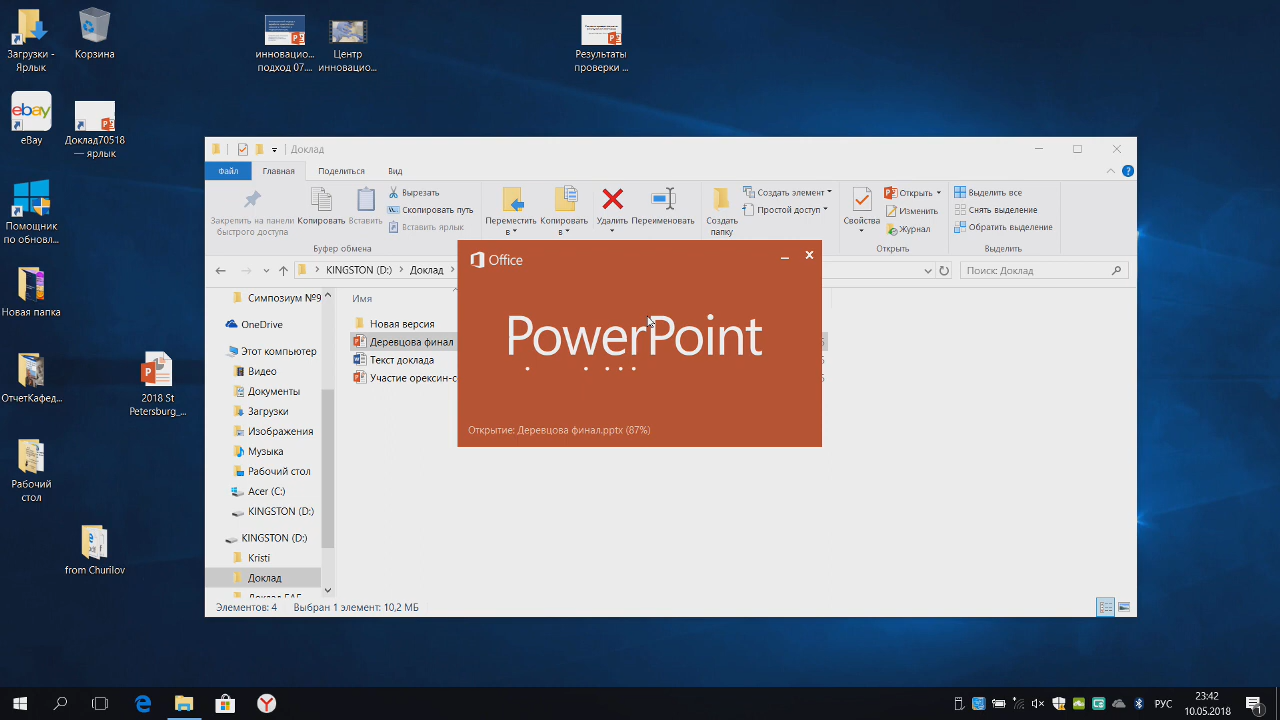 Загрузки -
Ярлык
Корзина
инновацио...
подход 07....
Центр
инновацио...
Результаты
проверки ...
ebay
eBay
Доклад70518
— ярлык
Помощник
по обновл...
Новая папка
ОтчетКафед...
2018 St
Petersburg_...
Рабочий
стол
from Churilov
Доклад
Файл
Главная
Поделиться
Вид
Закрепить на панели
быстрого доступа
Копировать
Вставить
Вырезать
Скопировать путь
Вставить ярлык
Буфер обмена
Переместить
в
Копировать
в
Удалить
Переименовать
Создать
папку
Создать элемент
Простой доступ
Свойства
Открыть
Изменить
Журнал
Открыть
Выделить все
Снять выделение
Обратить выделение
Выделить
KINGSTON (D:)
Доклад
Поиск: Доклад
Симпозиум №9
OneDrive
Этот компьютер
Видео
Документы
Загрузки
Изображения
Музыка
Рабочий стол
Acer (C:)
KINGSTON (D:)
KINGSTON (D:)
Kristi
Доклад
Имя
Новая версия
Деревцова финал
Текст доклада
Участие орексин-с
Office
PowerPoint
Открытие: Деревцова финал.pptx (87%)
Элементов: 4
Выбран 1 элемент: 10,2 МБ
РУС
23:42
10.05.2018
1